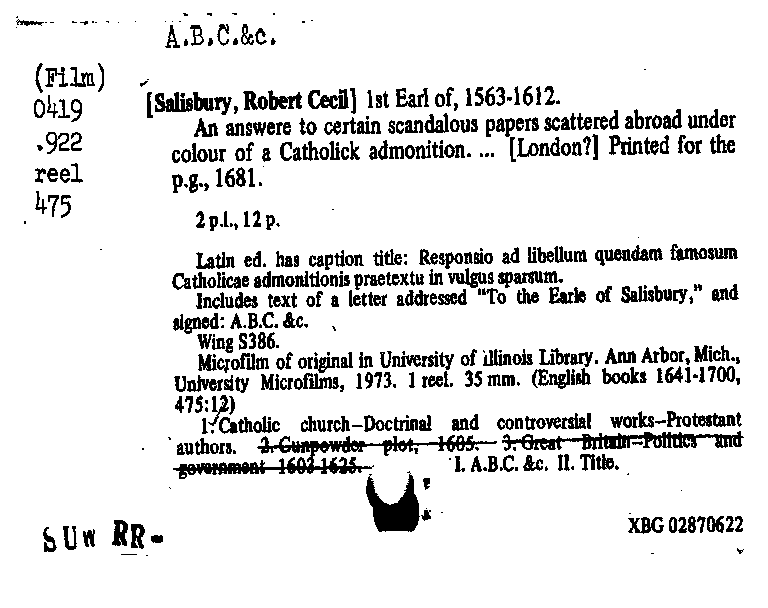 A.B.C.&c.
(Film)
0419
.922
reel
475
[Salisbury, Robert Cecil] 1st Earl of, 1563-1612.
An answere to certain scandalous papers scattered abroad under
colour of a Catholick admonition. ... [London?] Printed for the
p.g., 1681.
2 p.l., 12 p.
Latin ed. has caption title: Responsio ad libellum quendam famosum
Catholicae admonitionis praetextu in vulgus sparsum.
Includes text of a letter addressed "To the Earle of Salisbury," and
signed: A.B.C. &c.
Wing S386.
Microfilm of original in University of Illinois Library. Ann Arbor, Mich.,
University Microfilms, 1973. 1 reel. 35 mm. (English books 1641-1700,
475:12)
1. Catholic church—Doctrinal and controversial works—Protestant
authors. 2. Gunpowder plot, 1605. 3. Great Britain—Politics and
government 1603-1625. I. A.B.C. &c. II. Title.
SUW RR-
XBG 02870622